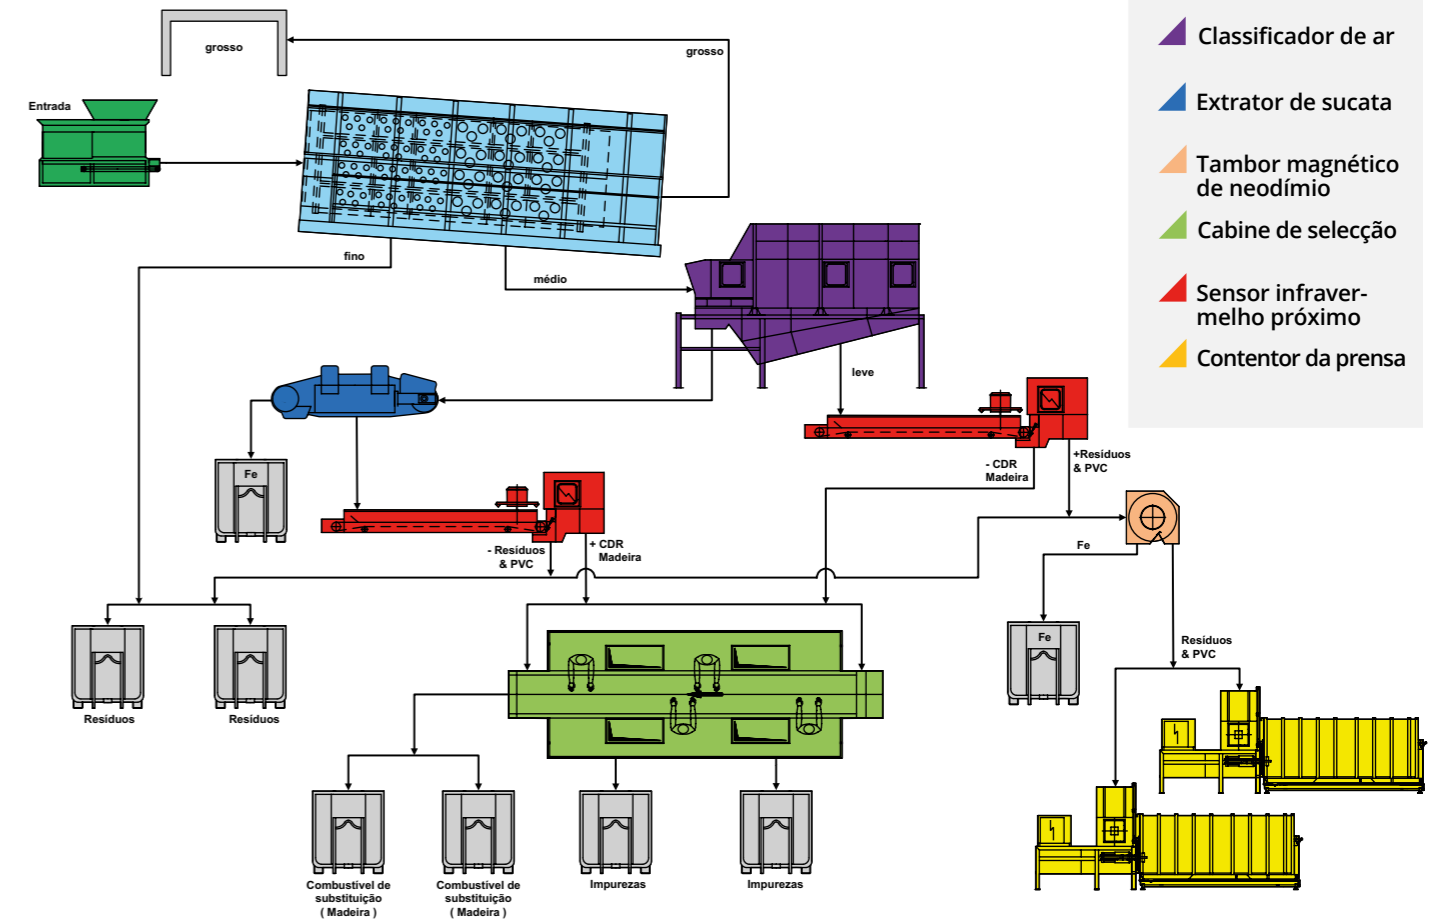 grosso
grosso
Entrada
fino
médio
leve
Fe
- CDR
Madeira
+Resíduos
& PVC
- Resíduos
& PVC
+ CDR
Madeira
Fe
Fe
Resíduos
& PVC
Resíduos
Resíduos
Combustível de
substituição
( Madeira )
Combustível de
substituição
( Madeira )
Impurezas
Impurezas
Classificador de ar
Extrator de sucata
Tambor magnético
de neodímio
Cabine de selecção
Sensor infraver-
melho próximo
Contentor da prensa